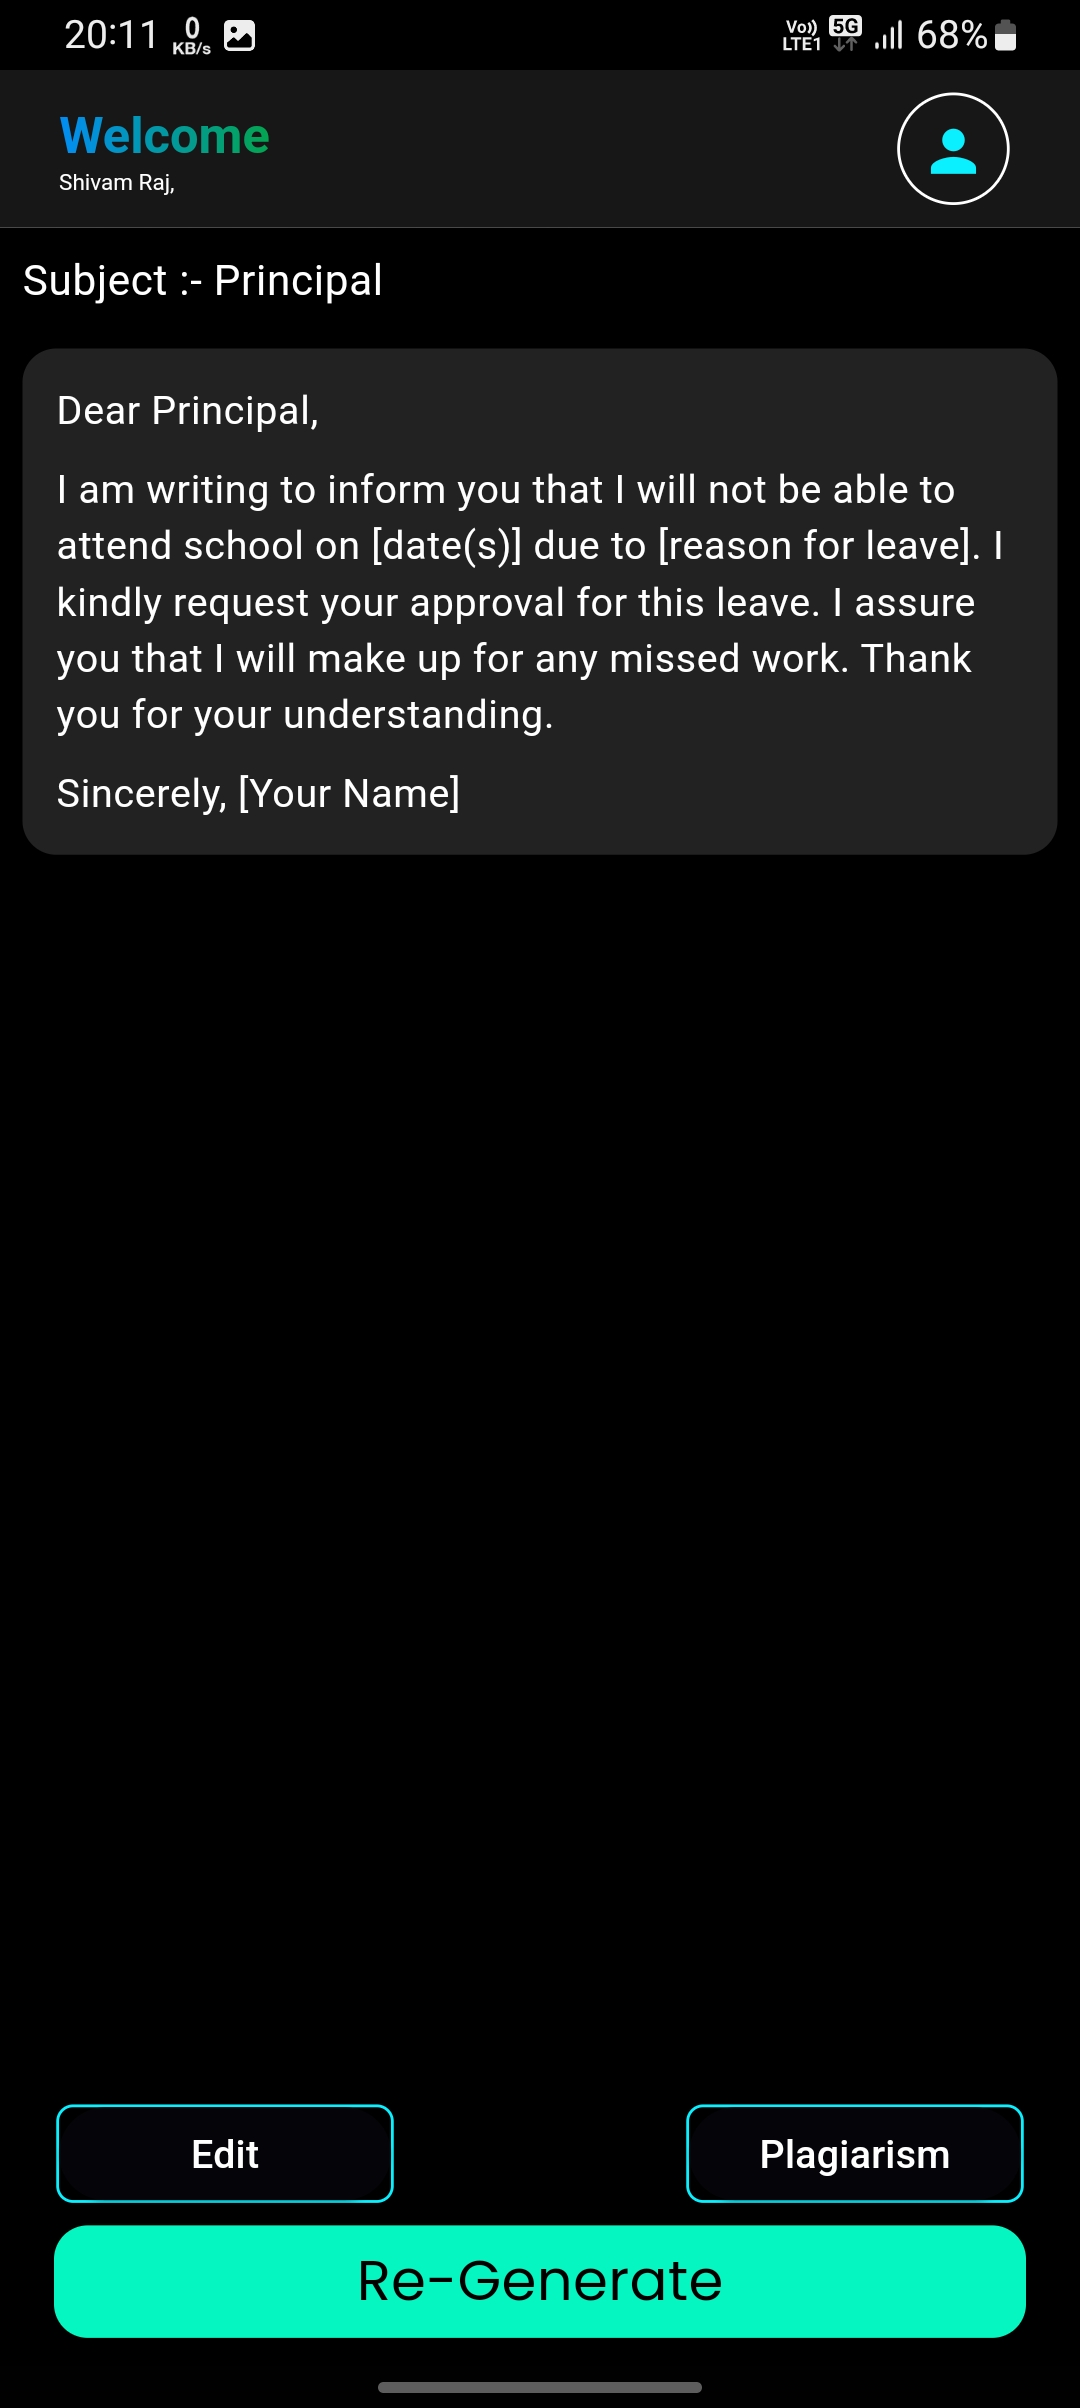 20:11 0 KB/s Vo)) LTE1 5G 68%
Welcome
Shivam Raj,
Subject :- Principal
Dear Principal,
I am writing to inform you that I will not be able to
attend school on [date(s)] due to [reason for leave]. I
kindly request your approval for this leave. I assure
you that I will make up for any missed work. Thank
you for your understanding.
Sincerely, [Your Name]
Edit
Plagiarism
Re-Generate